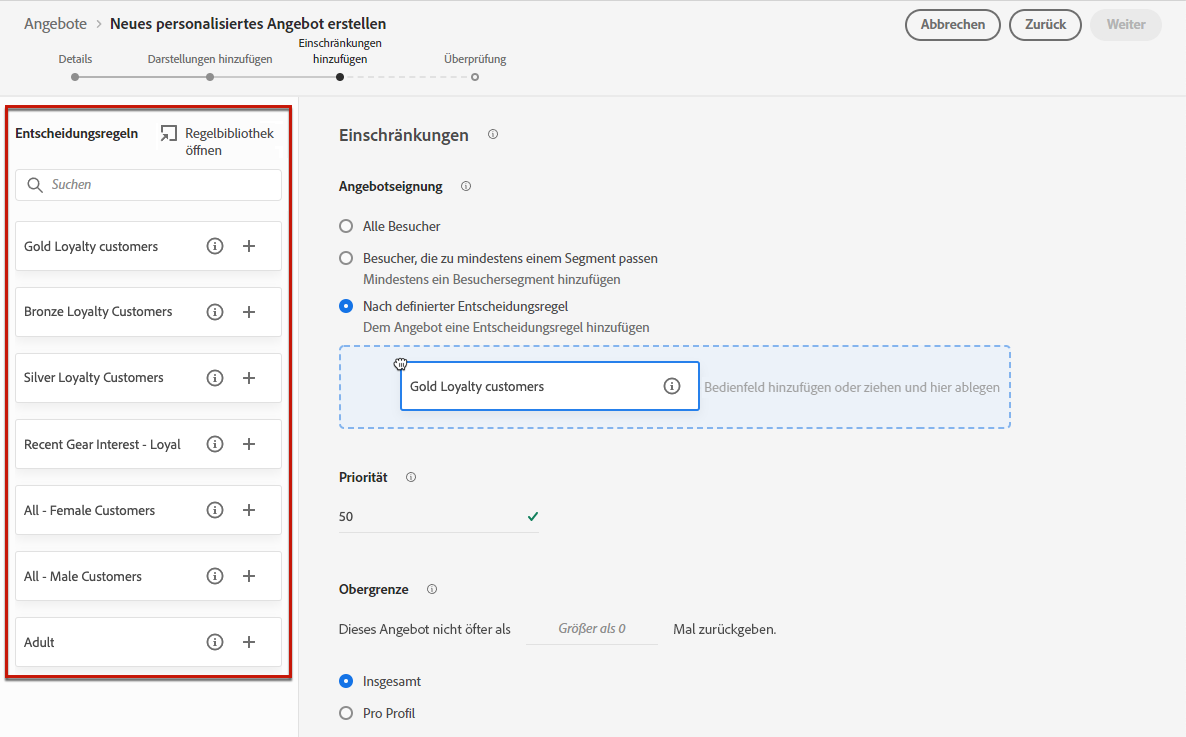 Angebote > Neues personalisiertes Angebot erstellen
Abbrechen
Zurück
Weiter
Details
Darstellungen hinzufügen
Einschränkungen
hinzufügen
Überprüfung
Entscheidungsregeln
Regelbibliothek
öffnen
Suchen
Gold Loyalty customers
Bronze Loyalty Customers
Silver Loyalty Customers
Recent Gear Interest - Loyal
All - Female Customers
All - Male Customers
Adult
Einschränkungen
Angebotseignung
Alle Besucher
Besucher, die zu mindestens einem Segment passen
Mindestens ein Besuchersegment hinzufügen
Nach definierter Entscheidungsregel
Dem Angebot eine Entscheidungsregel hinzufügen
Gold Loyalty customers
Bedienfeld hinzufügen oder ziehen und hier ablegen
Priorität
50
Obergrenze
Dieses Angebot nicht öfter als Größer als 0 Mal zurückgeben.
Insgesamt
Pro Profil